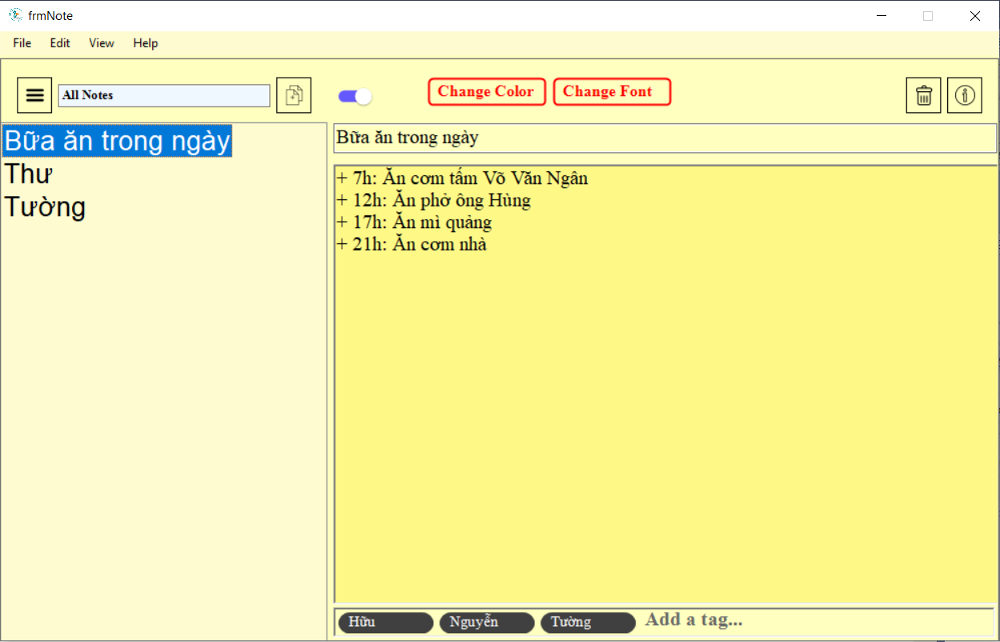 frmNote
File Edit View Help
All Notes
Change Color Change Font
Bữa ăn trong ngày
Thư
Tường
Bữa ăn trong ngày
+ 7h: Ăn cơm tấm Võ Văn Ngân
+ 12h: Ăn phở ông Hùng
+ 17h: Ăn mì quảng
+ 21h: Ăn cơm nhà
Hữu Nguyễn Tường Add a tag...